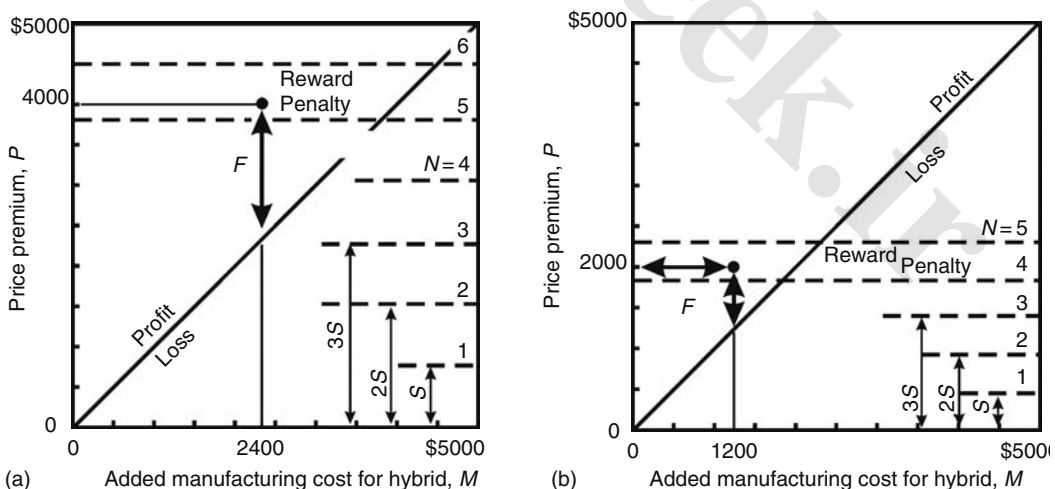 $5000
4000
0
Price premium, P
6
Reward
Penalty
5
F
N = 4
3
2
1
3S
2S
S
Profit
Loss
0
2400
$5000
(a)
Added manufacturing cost for hybrid, M
$5000
2000
0
Price premium, P
Profit
Loss
N = 5
Reward
Penalty
4
F
3
2
1
3S
2S
S
0
1200
$5000
(b)
Added manufacturing cost for hybrid, M